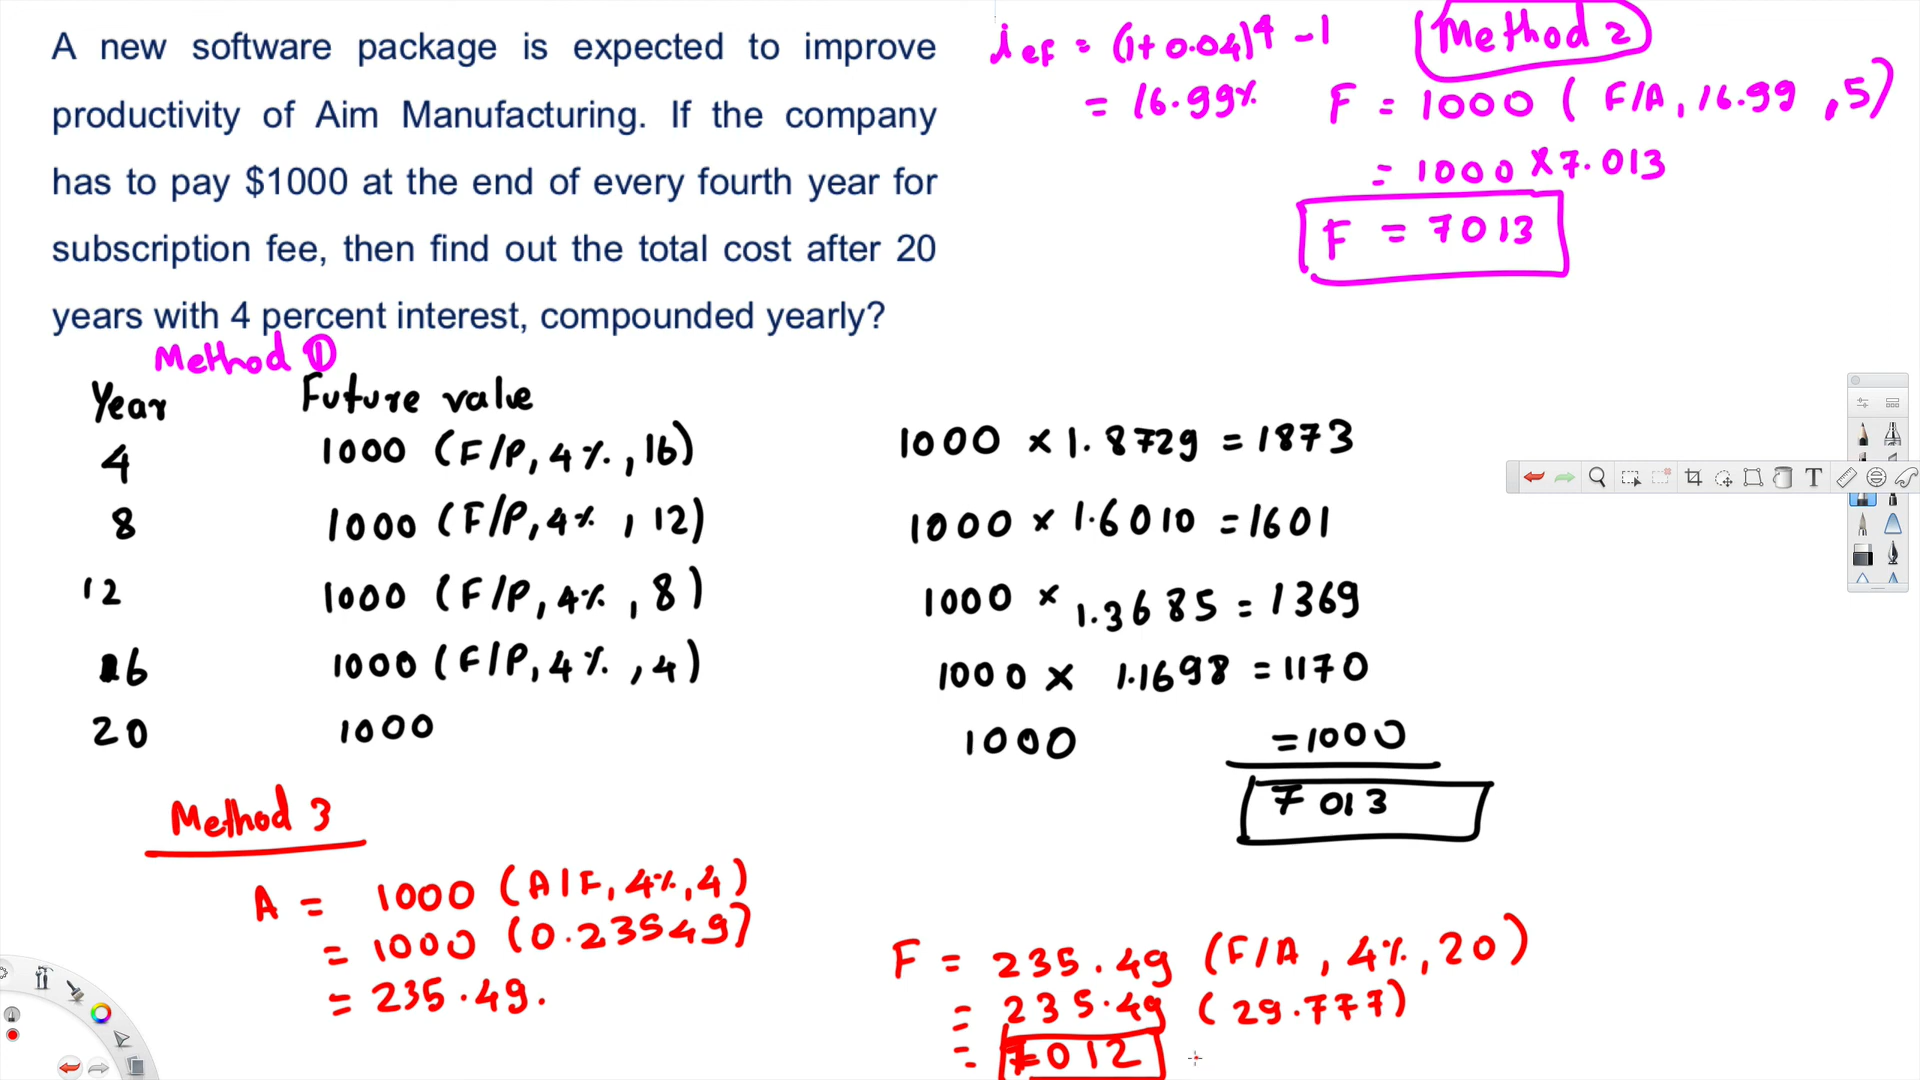 A new software package is expected to improve
productivity of Aim Manufacturing. If the company
has to pay $1000 at the end of every fourth year for
subscription fee, then find out the total cost after 20
years with 4 percent interest, compounded yearly?
i ef = (1+0.04)^4 -1
= 16.99%
Method 2
F = 1000 ( F/A, 16.99 , 5)
= 1000 x 7.013
F = 7013
Method ①
Year Future value
4 1000 (F/P, 4%, 16) 1000 x 1.8729 = 1873
8 1000 (F/P, 4% , 12) 1000 x 1.6010 = 1601
12 1000 (F/P, 4% , 8) 1000 x 1.3685 = 1369
16 1000 (F/P, 4% , 4) 1000 x 1.1698 = 1170
20 1000 1000 = 1000
7013
Method 3
A = 1000 (A/F, 4%, 4)
= 1000 (0.23549)
= 235.49.
F = 235.49 (F/A, 4%, 20)
= 235.49 (29.777)
= 7012
T